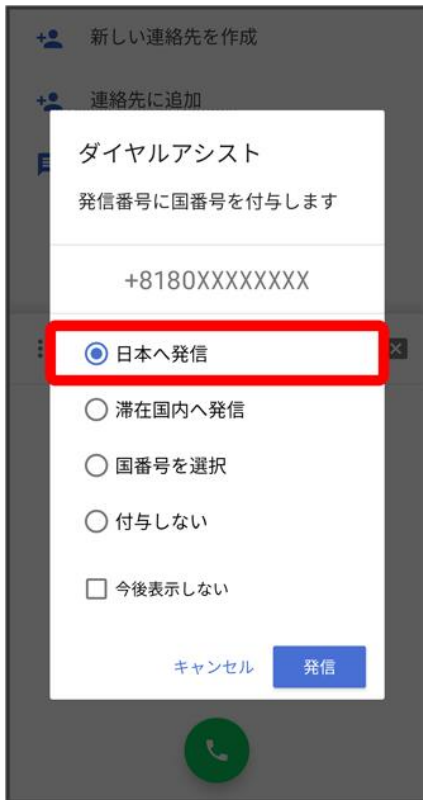 新しい連絡先を作成
連絡先に追加
ダイヤルアシスト
発信番号に国番号を付与します
+8180XXXXXXXX
日本へ発信
滞在国内へ発信
国番号を選択
付与しない
今後表示しない
キャンセル 発信